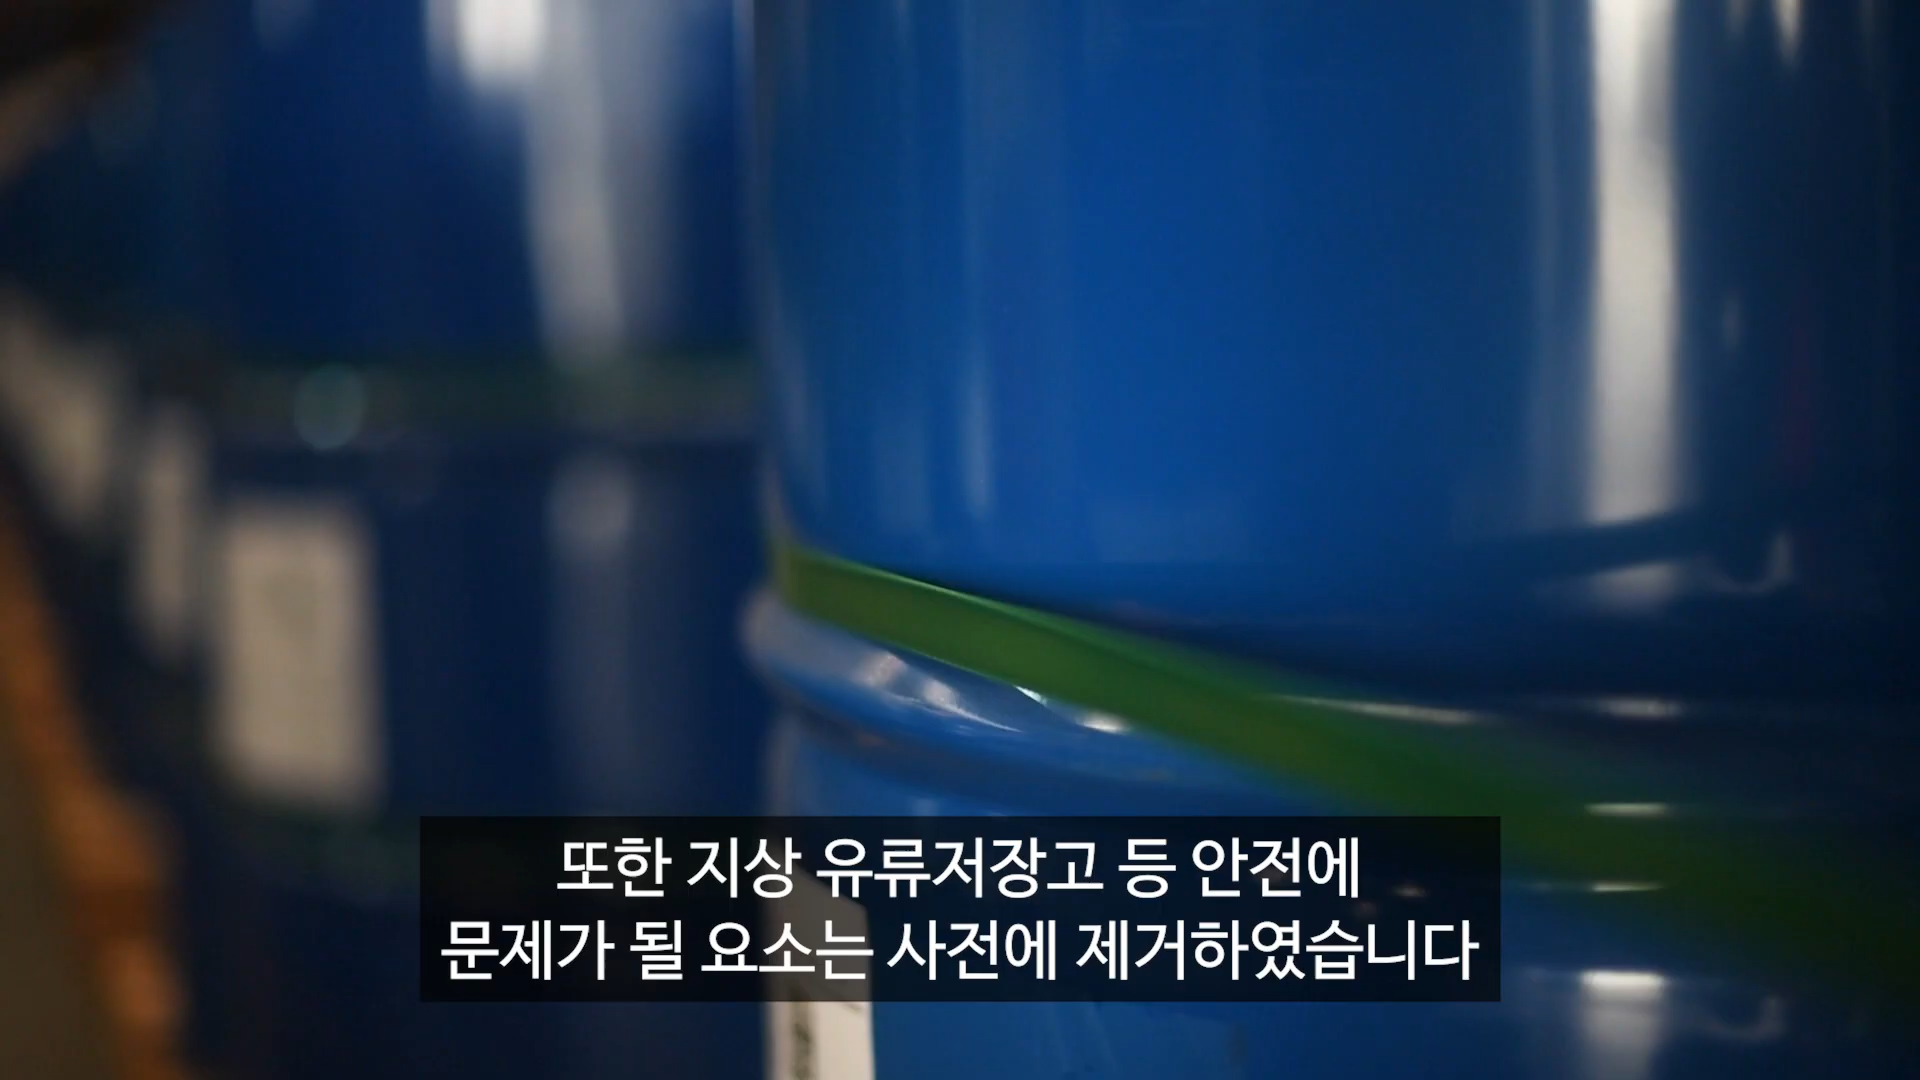 또한 지상 유류저장고 등 안전에
문제가 될 요소는 사전에 제거하였습니다